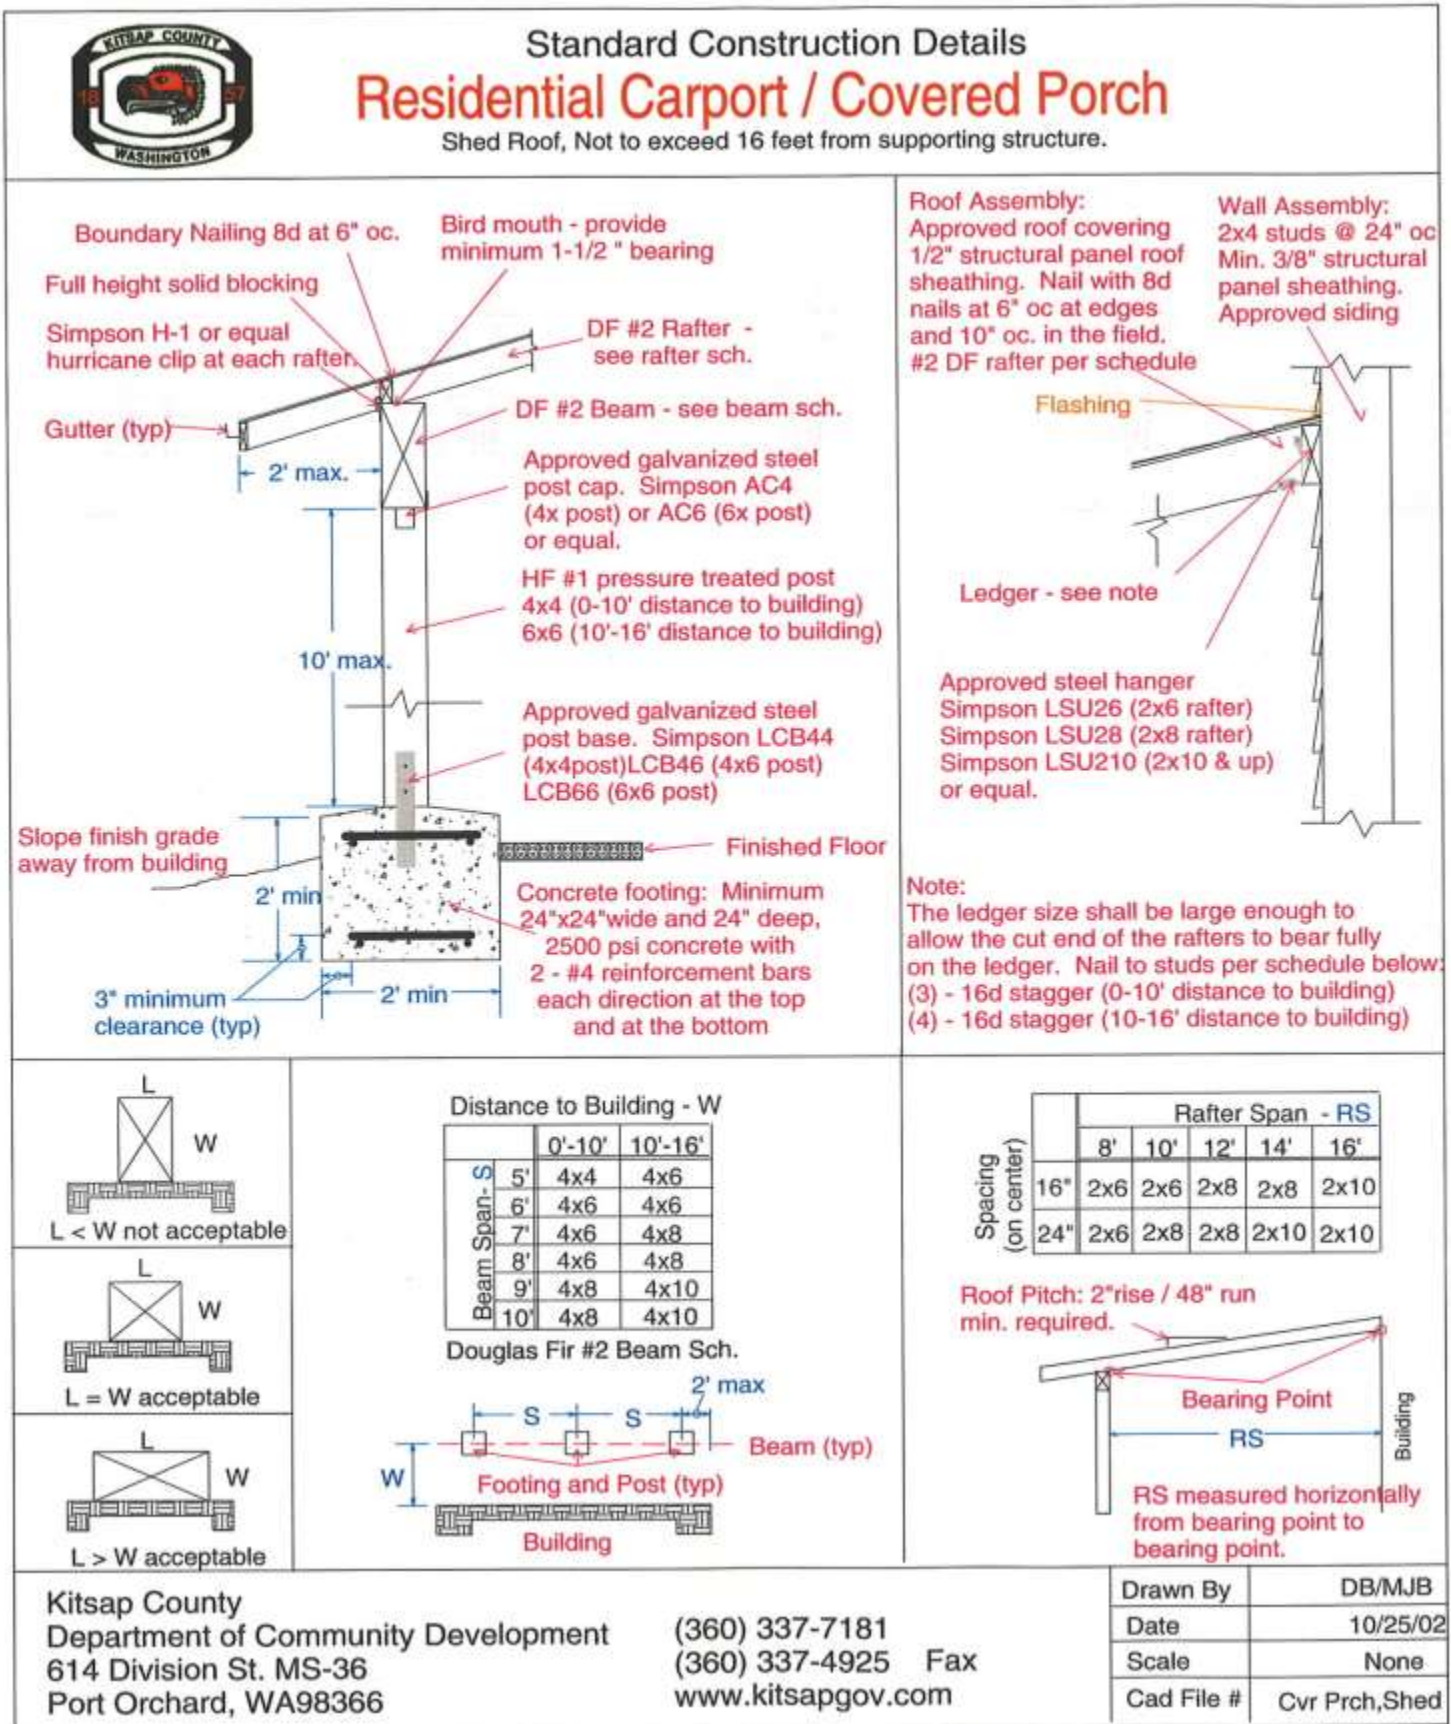 KITSAP COUNTY
18 57
WASHINGTON
Standard Construction Details
Residential Carport / Covered Porch
Shed Roof, Not to exceed 16 feet from supporting structure.
Boundary Nailing 8d at 6" oc.
Bird mouth - provide
minimum 1-1/2 " bearing
Full height solid blocking
Simpson H-1 or equal
hurricane clip at each rafter.
DF #2 Rafter -
see rafter sch.
Gutter (typ)
DF #2 Beam - see beam sch.
2' max.
Approved galvanized steel
post cap. Simpson AC4
(4x post) or AC6 (6x post)
or equal.
HF #1 pressure treated post
4x4 (0-10' distance to building)
6x6 (10'-16' distance to building)
10' max.
Approved galvanized steel
post base. Simpson LCB44
(4x4post)LCB46 (4x6 post)
LCB66 (6x6 post)
Slope finish grade
away from building
Finished Floor
2' min
Concrete footing: Minimum
24"x24"wide and 24" deep,
2500 psi concrete with
2 - #4 reinforcement bars
each direction at the top
and at the bottom
3" minimum
clearance (typ)
2' min
Roof Assembly:
Approved roof covering
1/2" structural panel roof
sheathing. Nail with 8d
nails at 6" oc at edges
and 10" oc. in the field.
#2 DF rafter per schedule
Wall Assembly:
2x4 studs @ 24" oc
Min. 3/8" structural
panel sheathing.
Approved siding
Flashing
Ledger - see note
Approved steel hanger
Simpson LSU26 (2x6 rafter)
Simpson LSU28 (2x8 rafter)
Simpson LSU210 (2x10 & up)
or equal.
Note:
The ledger size shall be large enough to
allow the cut end of the rafters to bear fully
on the ledger. Nail to studs per schedule below:
(3) - 16d stagger (0-10' distance to building)
(4) - 16d stagger (10-16' distance to building)
L
W
L < W not acceptable
L
W
L = W acceptable
L
W
L > W acceptable
Distance to Building - W
0'-10' 10'-16'
Beam Span- S
5' 4x4 4x6
6' 4x6 4x6
7' 4x6 4x8
8' 4x6 4x8
9' 4x8 4x10
10' 4x8 4x10
Douglas Fir #2 Beam Sch.
2' max
S S
Beam (typ)
W
Footing and Post (typ)
Building
Rafter Span - RS
8' 10' 12' 14' 16'
Spacing
(on center)
16" 2x6 2x6 2x8 2x8 2x10
24" 2x6 2x8 2x8 2x10 2x10
Roof Pitch: 2"rise / 48" run
min. required.
Bearing Point
RS
Building
RS measured horizontally
from bearing point to
bearing point.
Kitsap County
Department of Community Development
614 Division St. MS-36
Port Orchard, WA98366
(360) 337-7181
(360) 337-4925 Fax
www.kitsapgov.com
Drawn By DB/MJB
Date 10/25/02
Scale None
Cad File # Cvr Prch,Shed